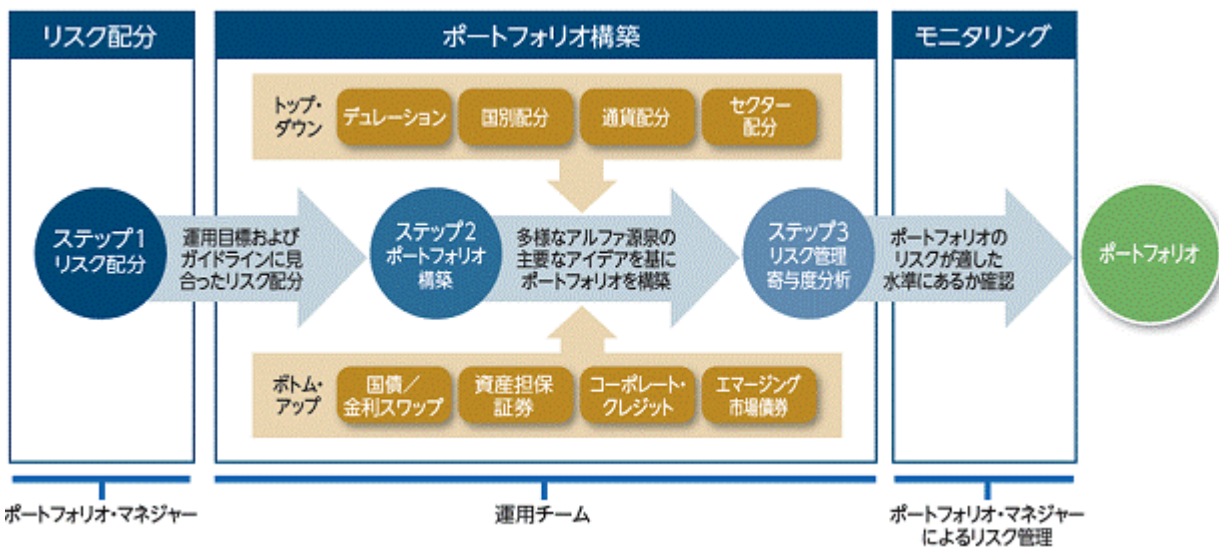 リスク配分
ポートフォリオ構築
モニタリング
トップ・
ダウン
デュレーション
国別配分
通貨配分
セクター
配分
ステップ1
リスク配分
運用目標および
ガイドラインに見
合ったリスク配分
ステップ2
ポートフォリオ
構築
多様なアルファ源泉の
主要なアイデアを基に
ポートフォリオを構築
ステップ3
リスク管理
寄与度分析
ポートフォリオの
リスクが適した
水準にあるか確認
ポートフォリオ
ボトム・
アップ
国債／
金利スワップ
資産担保
証券
コーポレート・
クレジット
エマージング
市場債券
ポートフォリオ・マネジャー
運用チーム
ポートフォリオ・マネジャー
によるリスク管理